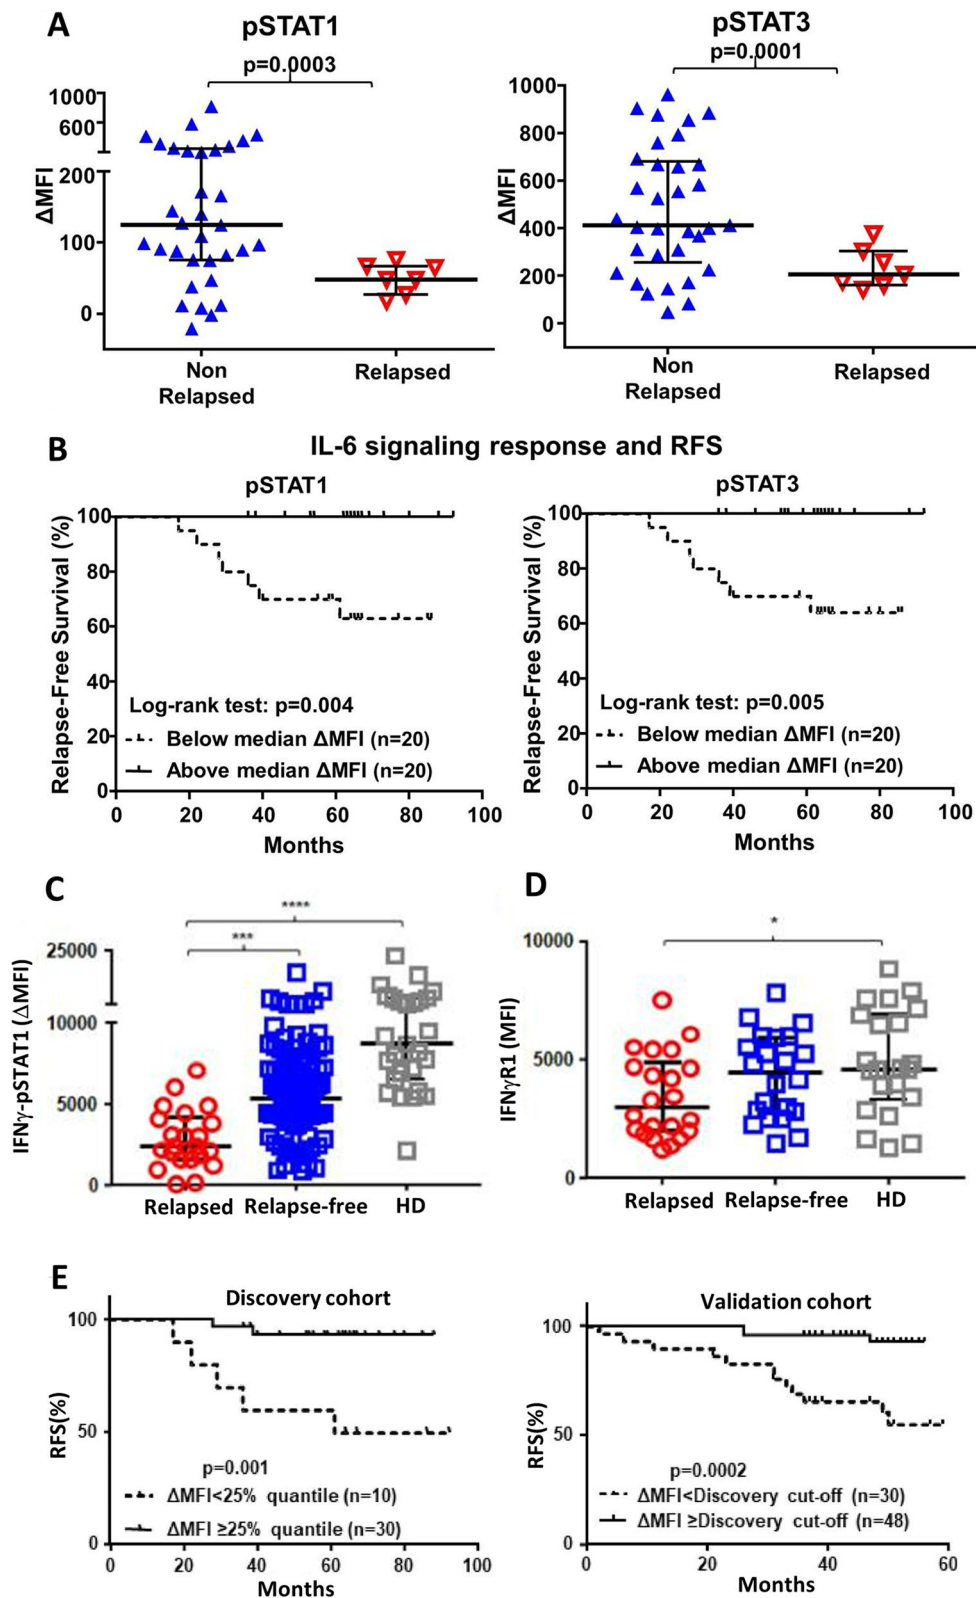 A
pSTAT1
p=0.0003
1000
600
200
100
0
ΔMFI
Non
Relapsed
Relapsed
pSTAT3
p=0.0001
1000
800
600
400
200
0
ΔMFI
Non
Relapsed
Relapsed
B
IL-6 signaling response and RFS
pSTAT1
100
80
60
40
20
0
Relapse-Free Survival (%)
Log-rank test: p=0.004
Below median ΔMFI (n=20)
Above median ΔMFI (n=20)
0 20 40 60 80 100
Months
pSTAT3
100
80
60
40
20
0
Relapse-Free Survival (%)
Log-rank test: p=0.005
Below median ΔMFI (n=20)
Above median ΔMFI (n=20)
0 20 40 60 80 100
Months
C
****
***
25000
10000
5000
0
IFNγ-pSTAT1 (ΔMFI)
Relapsed Relapse-free HD
D
*
10000
5000
0
IFNγR1 (MFI)
Relapsed Relapse-free HD
E
Discovery cohort
100
50
0
RFS(%)
p=0.001
ΔMFI<25% quantile (n=10)
ΔMFI ≥25% quantile (n=30)
0 20 40 60 80 100
Months
Validation cohort
100
50
0
RFS(%)
p=0.0002
ΔMFI<Discovery cut-off (n=30)
ΔMFI ≥Discovery cut-off (n=48)
0 20 40 60
Months